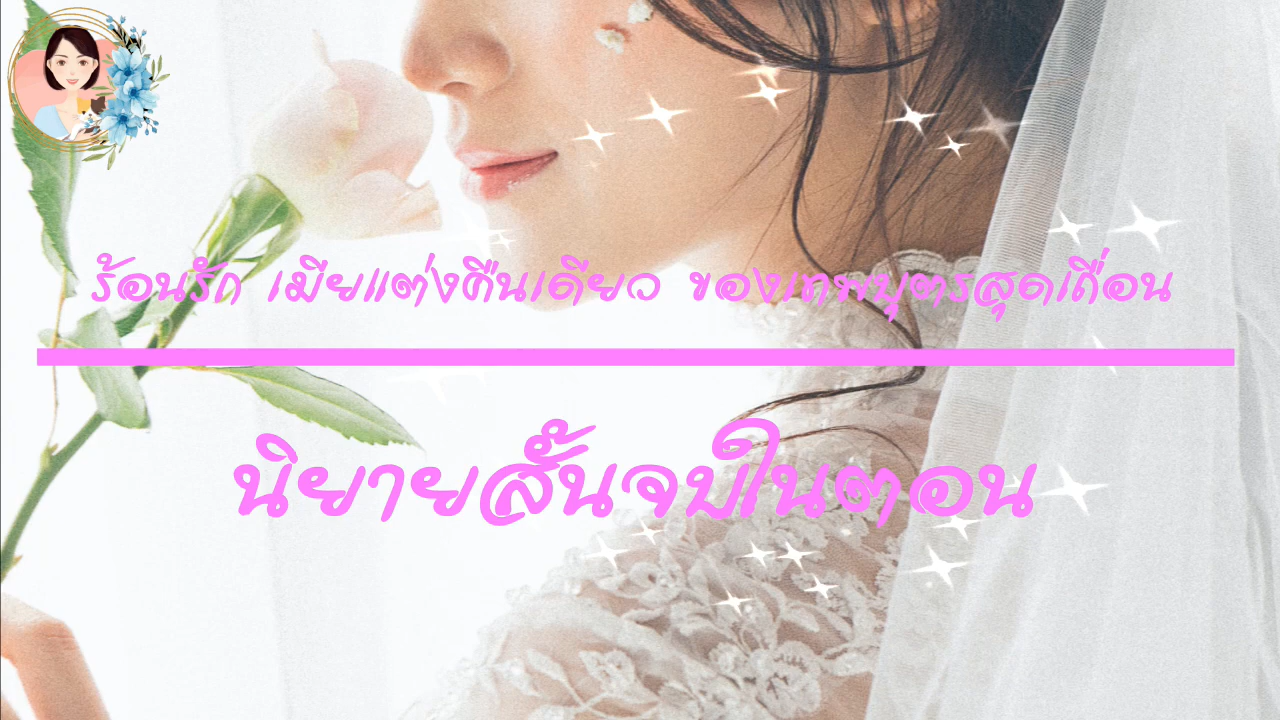 ร้อนรัก เมียแต่งคืนเดียว ของเทพบุตรสุดเถื่อน
นิยายสั้นจบในตอน